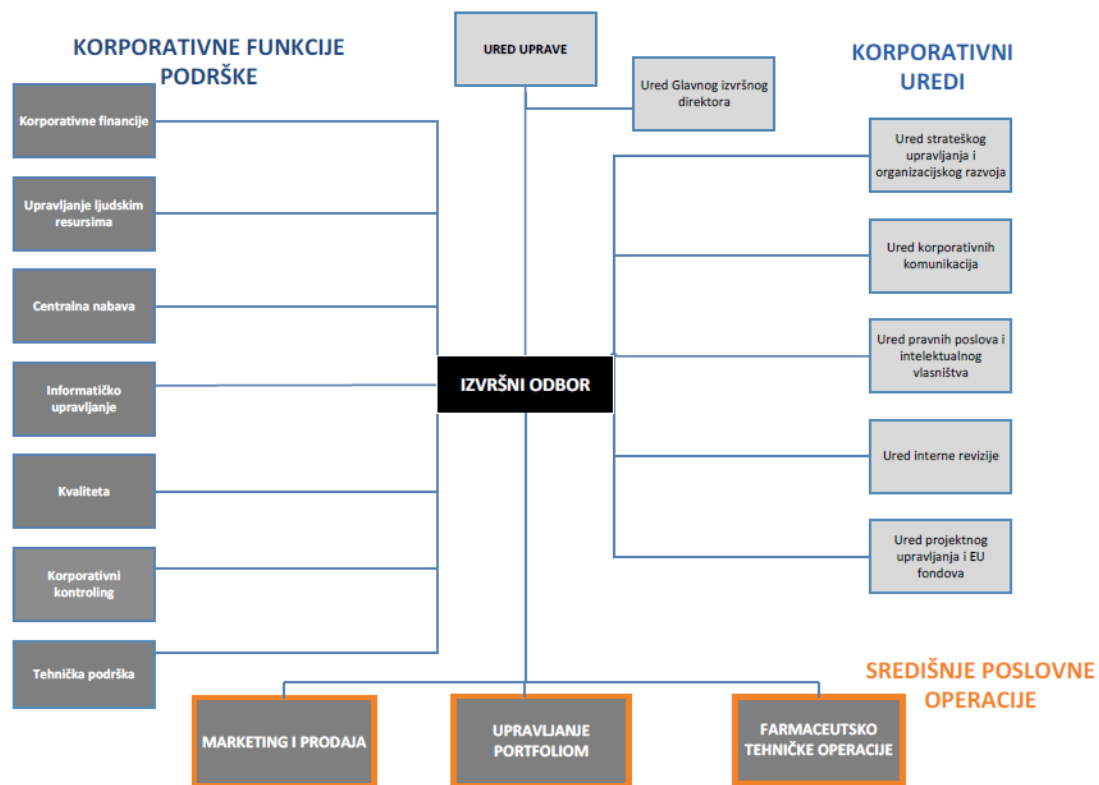 KORPORATIVNE FUNKCIJE
PODRŠKE
Korporativne financije
Upravljanje ljudskim
resursima
Centralna nabava
Informatičko
upravljanje
Kvaliteta
Korporativni
kontroling
Tehnička podrška
URED UPRAVE
Ured Glavnog izvršnog
direktora
IZVRŠNI ODBOR
KORPORATIVNI
UREDI
Ured strateškog
upravljanja i
organizacijskog razvoja
Ured korporativnih
komunikacija
Ured pravnih poslova i
intelektualnog
vlasništva
Ured interne revizije
Ured projektnog
upravljanja i EU
fondova
SREDIŠNJE POSLOVNE
OPERACIJE
MARKETING I PRODAJA
UPRAVLJANJE
PORTFOLIOM
FARMACEUTSKO
TEHNIČKE OPERACIJE